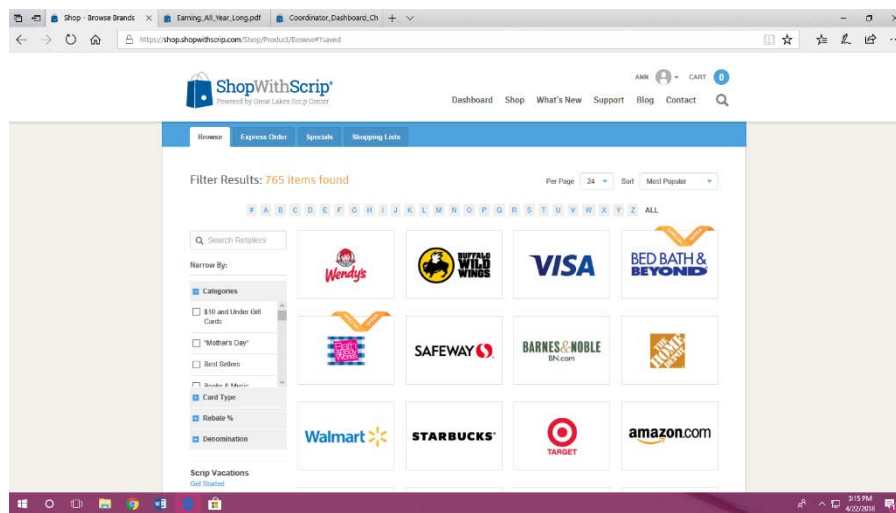 Shop - Browse Brands
Earning_All_Year_Long.pdf
Coordinator_Dashboard_Ch
https://shop.shopwithscrip.com/Shop/Product/Browse#?saved
ShopWithScrip
Powered by Great Lakes Scrip Center
ANN
CART 0
Dashboard Shop What's New Support Blog Contact
Browse Express Order Specials Shopping Lists
Filter Results: 765 items found
Per Page 24 Sort Most Popular
# A B C D E F G H I J K L M N O P Q R S T U V W X Y Z ALL
Search Retailers
Narrow By:
Categories
$10 and Under Gift
Cards
"Mother's Day"
Best Sellers
Books & Music
Card Type
Rebate %
Denomination
Scrip Vacations
Get Started
Wendy's
BUFFALO
WILD
WINGS
VISA
BED BATH &
BEYOND
SAFEWAY
BARNES&NOBLE
BN.com
THE
HOME
DEPOT
Walmart
STARBUCKS
TARGET
amazon.com
3:15 PM
4/22/2018